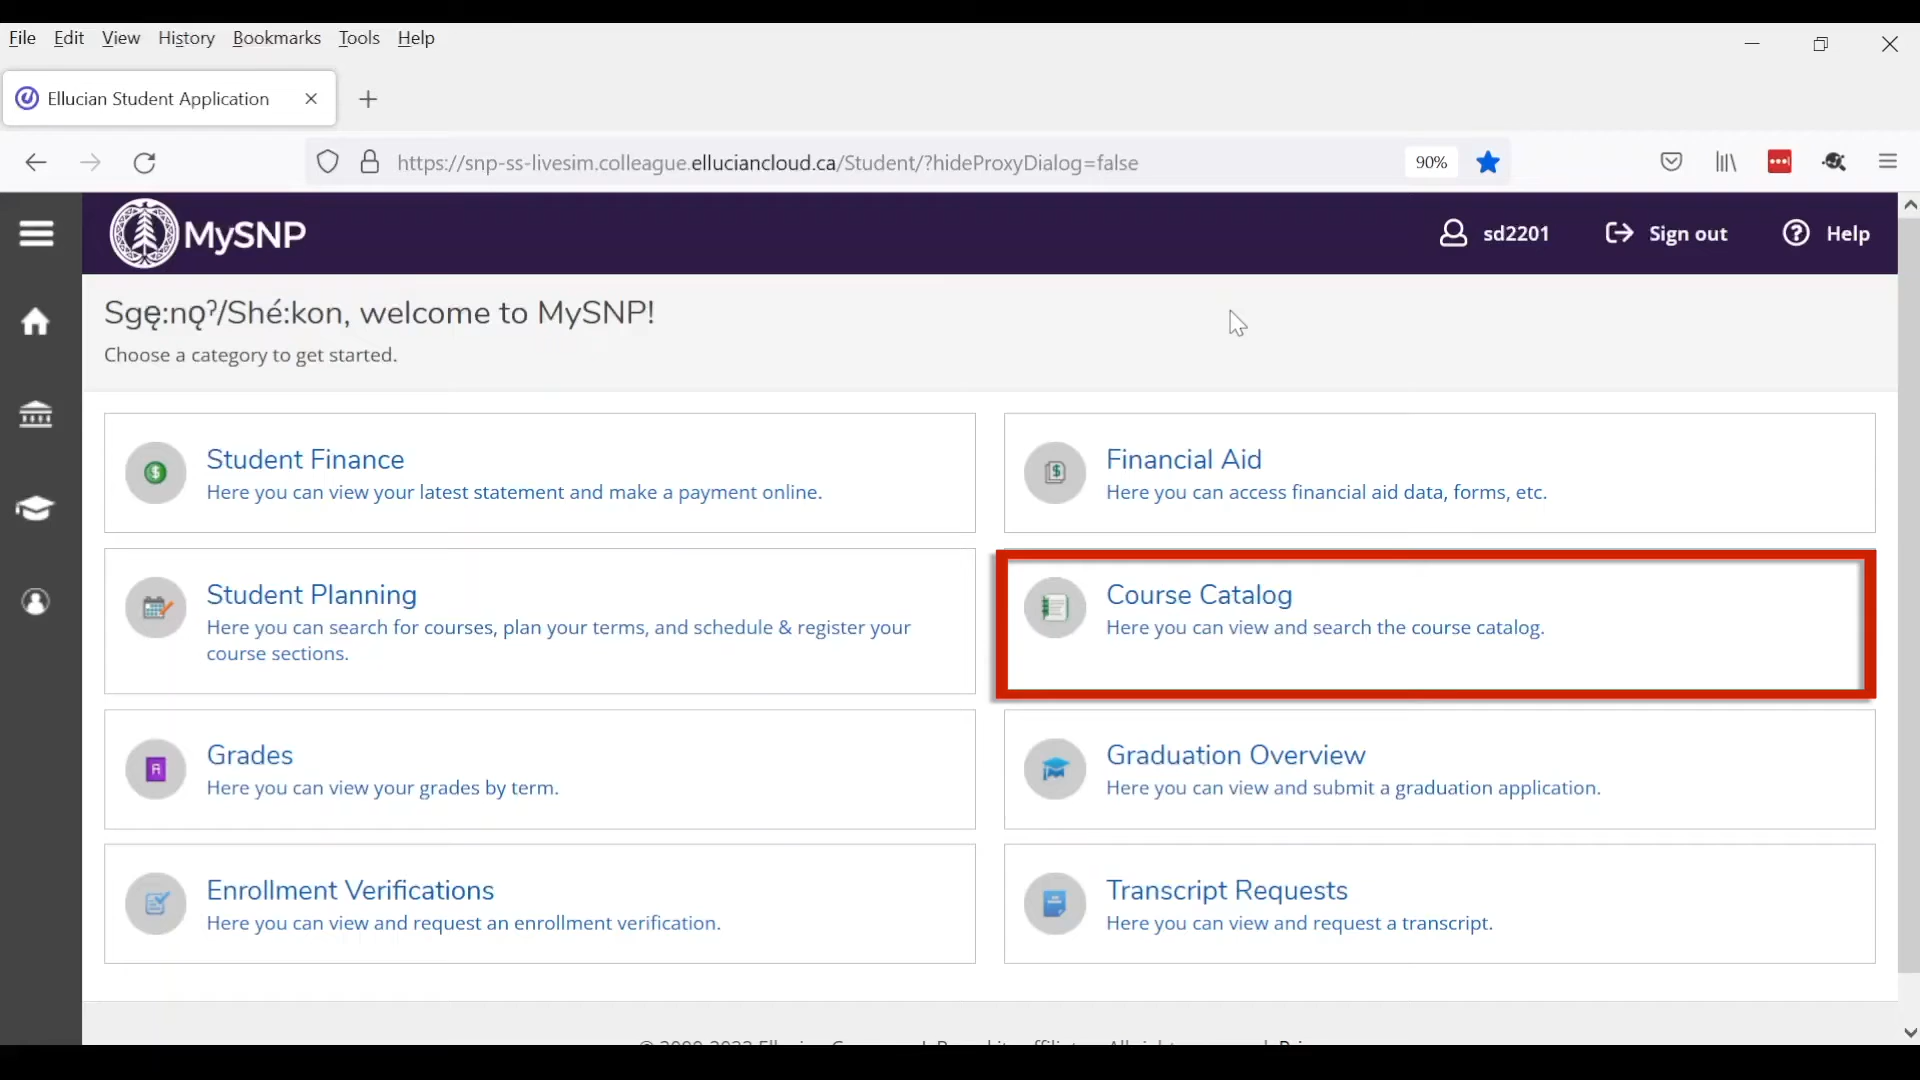 File Edit View History Bookmarks Tools Help
Ellucian Student Application
https://snp-ss-livesim.colleague.elluciancloud.ca/Student/?hideProxyDialog=false
90%
MySNP
sd2201
Sign out
Help
Sgę:nǫˀ/Shé:kon, welcome to MySNP!
Choose a category to get started.
Student Finance
Here you can view your latest statement and make a payment online.
Financial Aid
Here you can access financial aid data, forms, etc.
Student Planning
Here you can search for courses, plan your terms, and schedule & register your
course sections.
Course Catalog
Here you can view and search the course catalog.
Grades
Here you can view your grades by term.
Graduation Overview
Here you can view and submit a graduation application.
Enrollment Verifications
Here you can view and request an enrollment verification.
Transcript Requests
Here you can view and request a transcript.